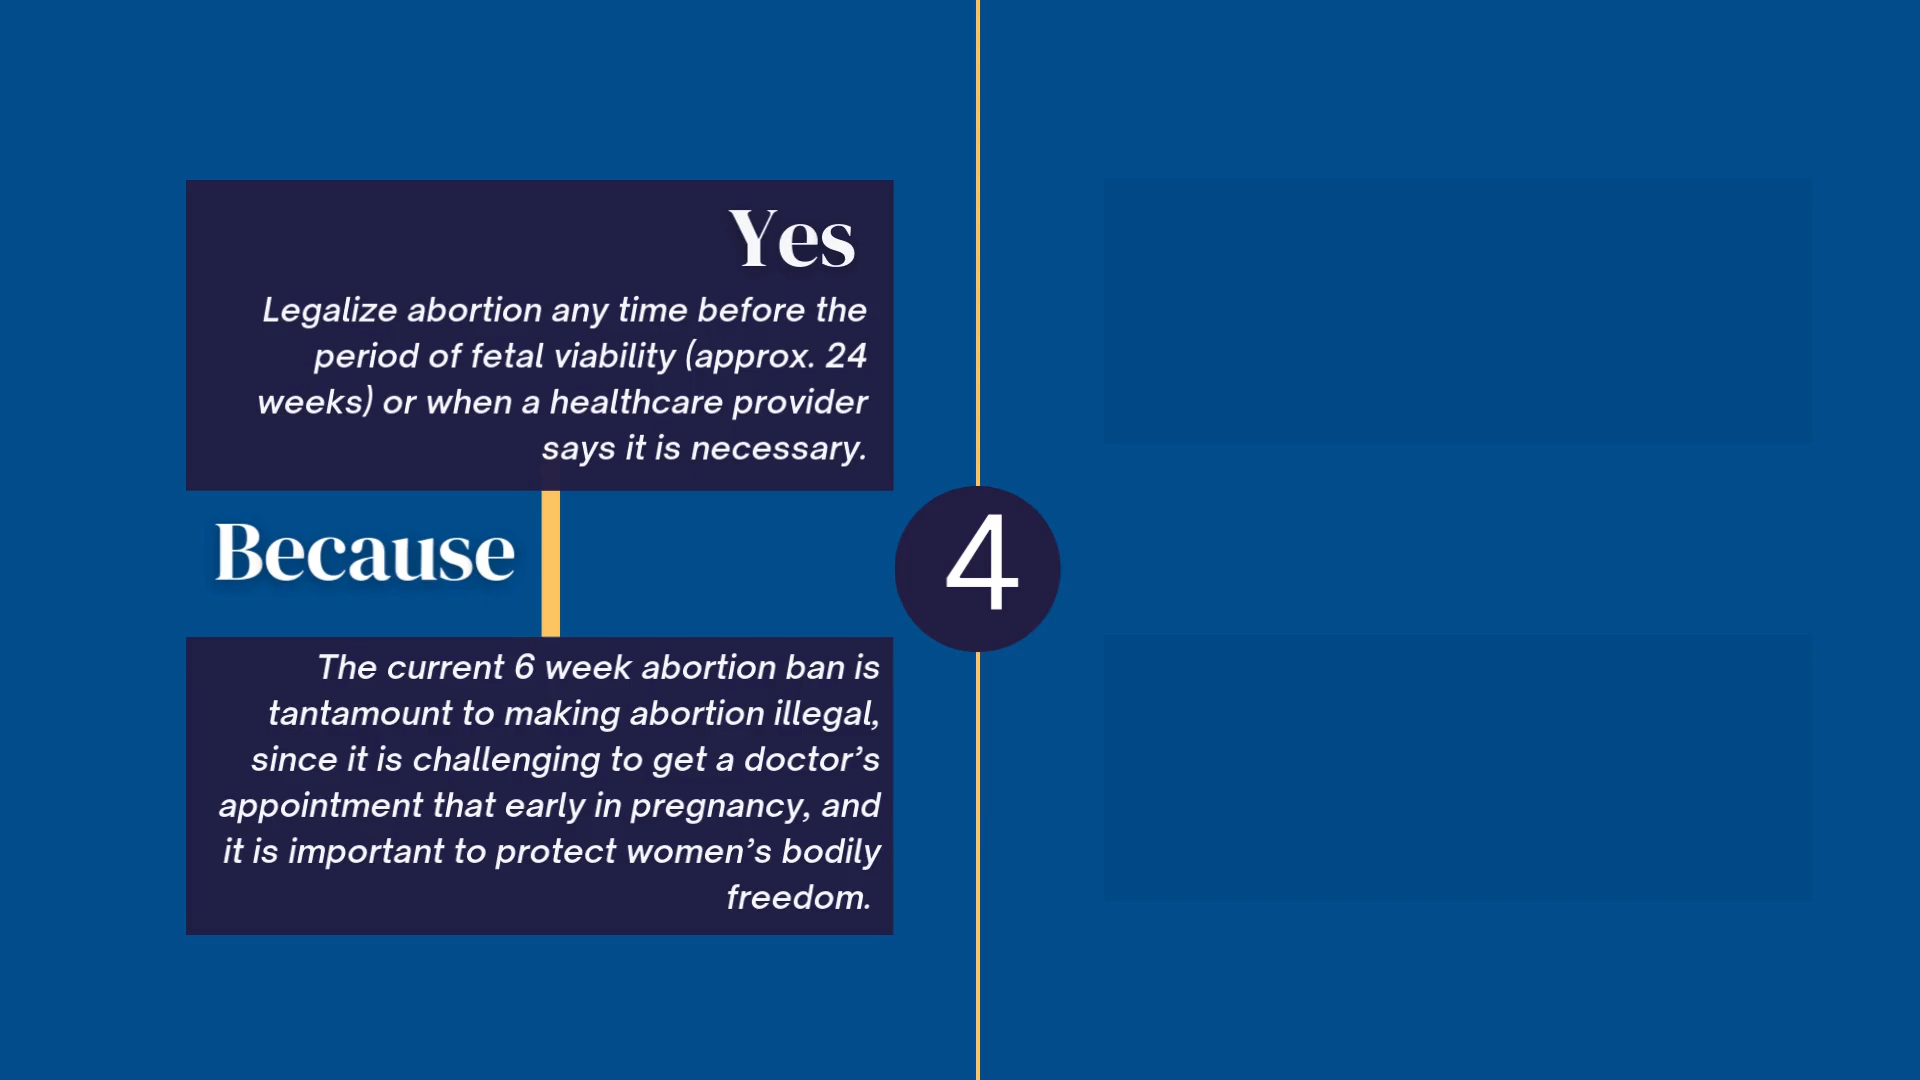 Yes
Legalize abortion any time before the
period of fetal viability (approx. 24
weeks) or when a healthcare provider
says it is necessary.
Because
4
The current 6 week abortion ban is
tantamount to making abortion illegal,
since it is challenging to get a doctor’s
appointment that early in pregnancy, and
it is important to protect women’s bodily
freedom.